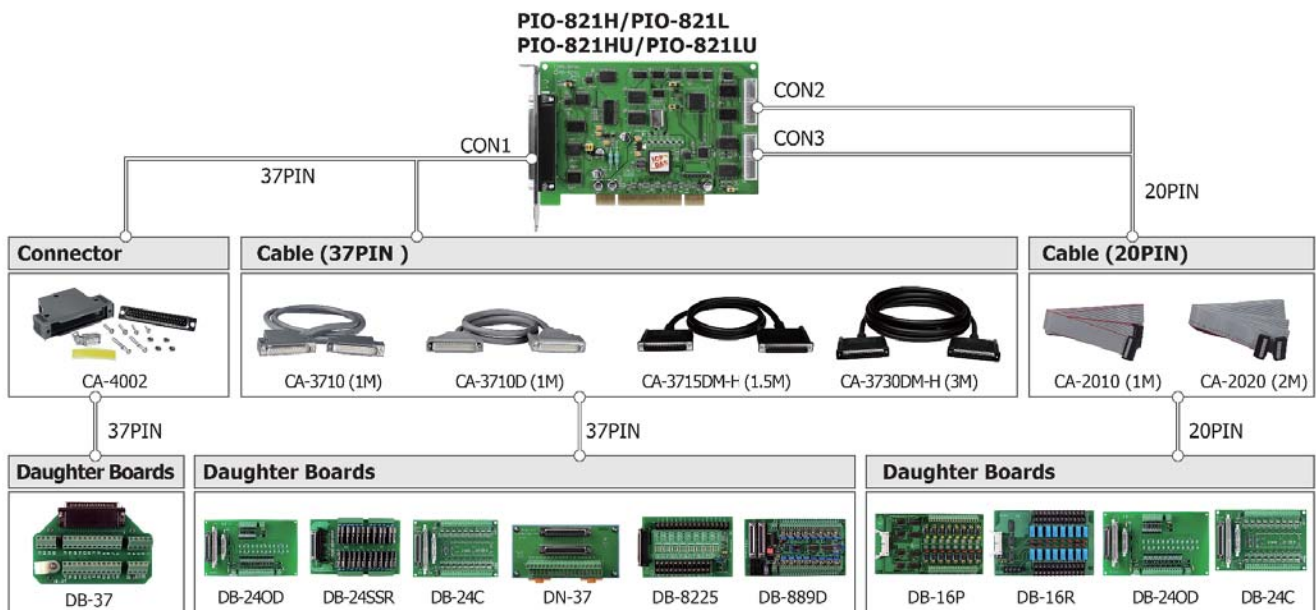 PIO-821H/PIO-821L
PIO-821HU/PIO-821LU
CON1
CON2
CON3
37PIN
20PIN
Connector
CA-4002
Cable (37PIN )
CA-3710 (1M)
CA-3710D (1M)
CA-3715DM-H (1.5M)
CA-3730DM-H (3M)
Cable (20PIN)
CA-2010 (1M)
CA-2020 (2M)
37PIN
37PIN
20PIN
Daughter Boards
DB-37
Daughter Boards
DB-24OD
DB-24SSR
DB-24C
DN-37
DB-8225
DB-889D
Daughter Boards
DB-16P
DB-16R
DB-24OD
DB-24C